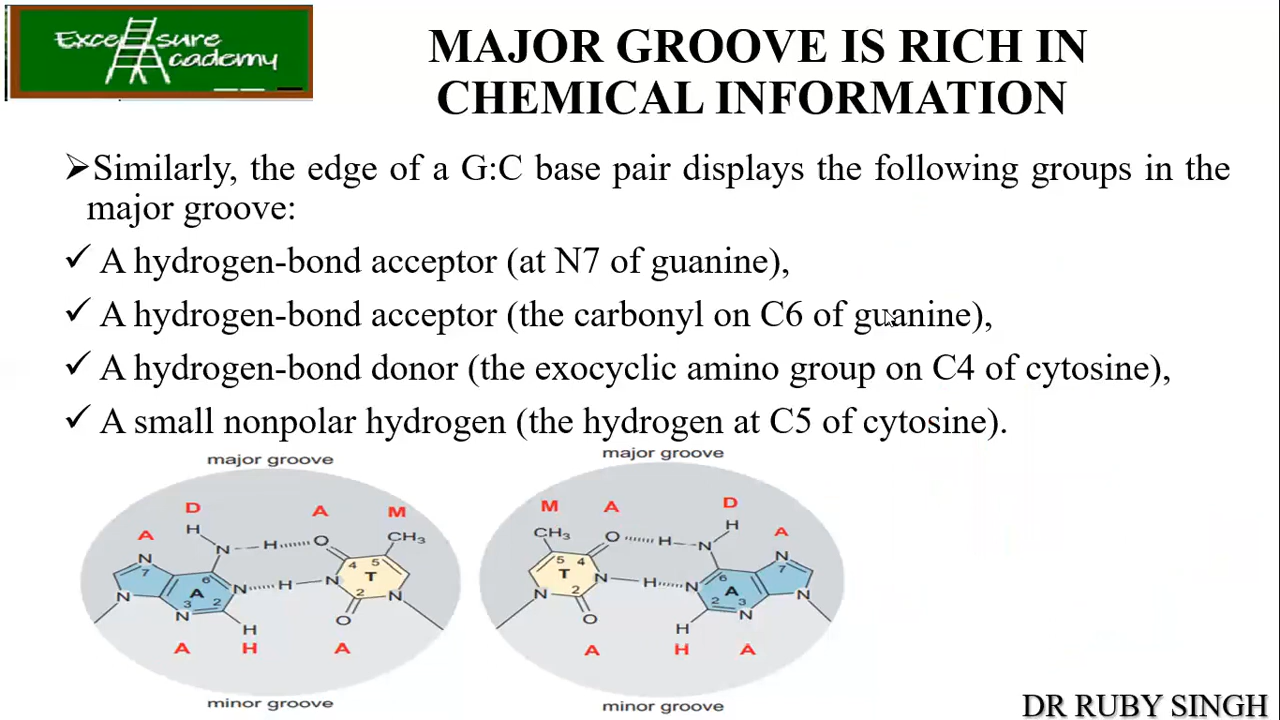 Excel sure
Academy
MAJOR GROOVE IS RICH IN
CHEMICAL INFORMATION
➢Similarly, the edge of a G:C base pair displays the following groups in the
major groove:
✓ A hydrogen-bond acceptor (at N7 of guanine),
✓ A hydrogen-bond acceptor (the carbonyl on C6 of guanine),
✓ A hydrogen-bond donor (the exocyclic amino group on C4 of cytosine),
✓ A small nonpolar hydrogen (the hydrogen at C5 of cytosine).
major groove
D A M
A H
N H O CH₃
N 7 6 4 5
A N H N T
N 3 2 2 N
N H O
A H A
minor groove
major groove
M A D
CH₃ O H N H A
5 4 6 N 7
T N H N A
N 2 2 3 N
O H N
A H A
minor groove
DR RUBY SINGH